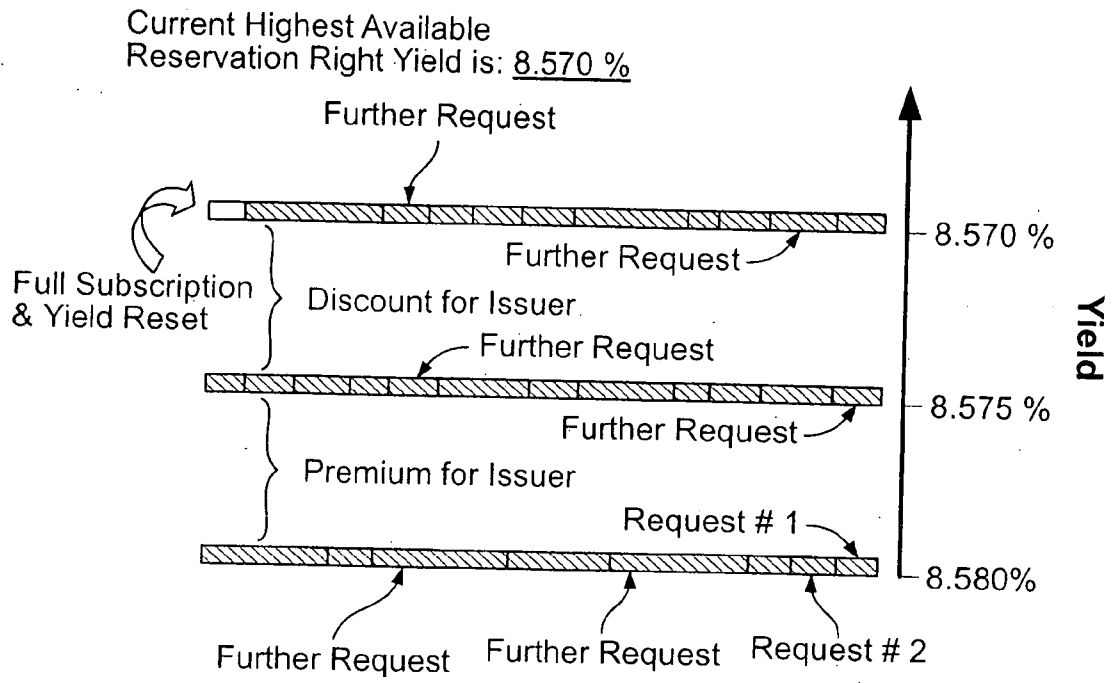 Current Highest Available
Reservation Right Yield is: 8.570 %
Further Request
8.570 %
Further Request
Full Subscription
& Yield Reset
Discount for Issuer
Yield
Further Request
8.575 %
Further Request
Premium for Issuer
Request # 1
8.580%
Further Request
Further Request
Request # 2